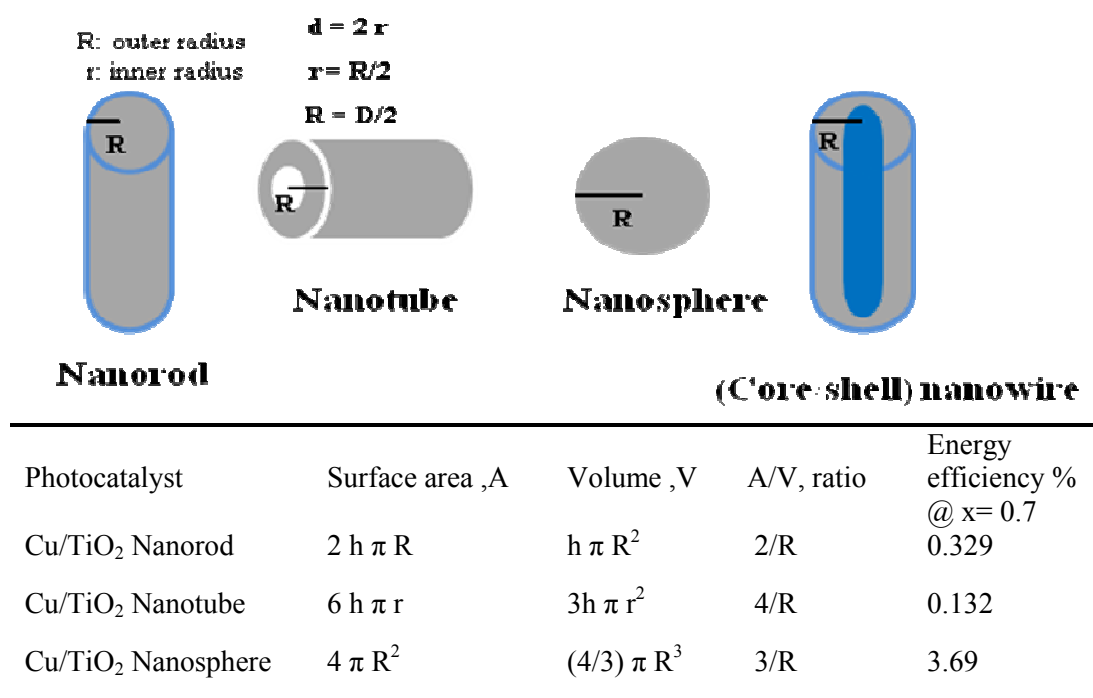 R: outer radius
r: inner radius
d = 2 r
r= R/2
R = D/2
R
R
R
R
Nanotube
Nanosphere
Nanorod
(Core-shell) nanowire
Photocatalyst Surface area ,A Volume ,V A/V, ratio Energy efficiency % @ x= 0.7
Cu/TiO₂ Nanorod 2 h π R h π R² 2/R 0.329
Cu/TiO₂ Nanotube 6 h π r 3h π r² 4/R 0.132
Cu/TiO₂ Nanosphere 4 π R² (4/3) π R³ 3/R 3.69